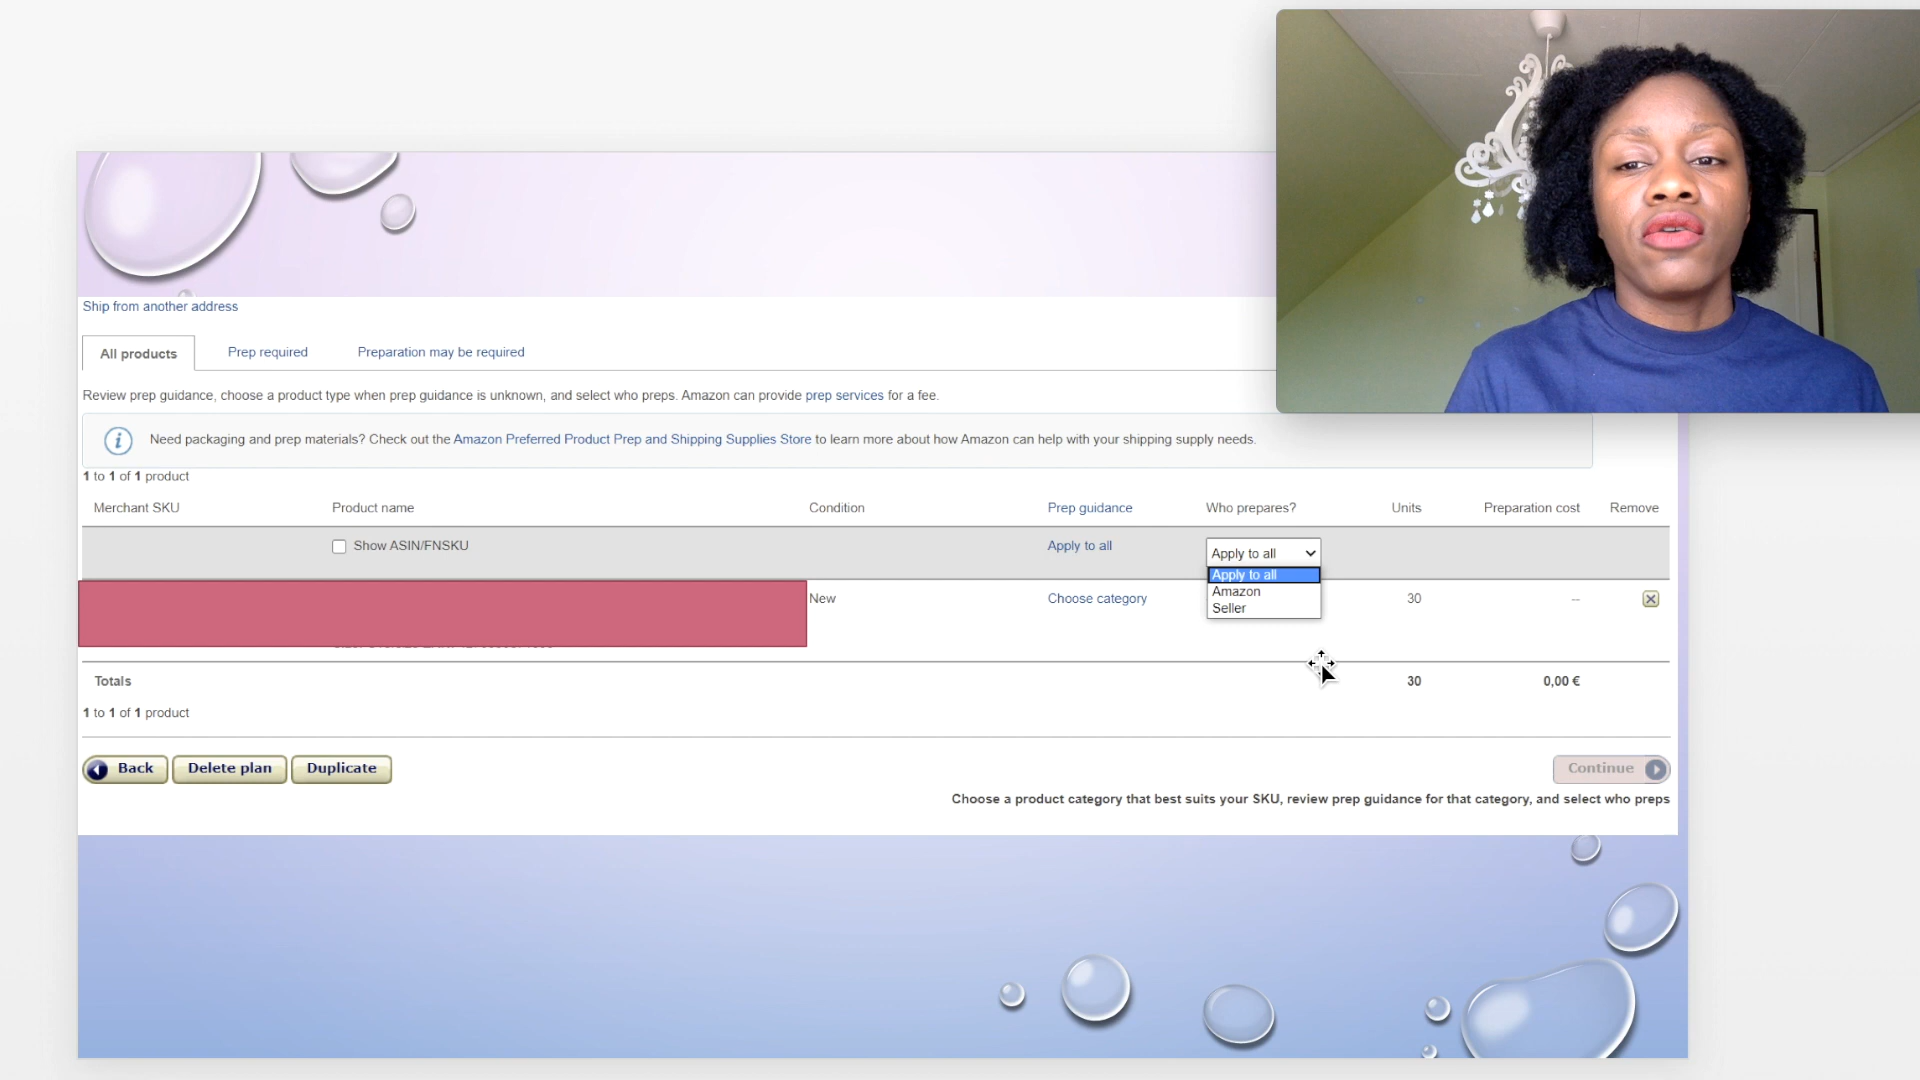 Ship from another address
All products Prep required Preparation may be required
Review prep guidance, choose a product type when prep guidance is unknown, and select who preps. Amazon can provide prep services for a fee.
i Need packaging and prep materials? Check out the Amazon Preferred Product Prep and Shipping Supplies Store to learn more about how Amazon can help with your shipping supply needs.
1 to 1 of 1 product
Merchant SKU Product name Condition Prep guidance Who prepares? Units Preparation cost Remove
Show ASIN/FNSKU Apply to all Apply to all
Apply to all
Amazon
Seller
New Choose category 30 --
Totals 30 0,00 €
1 to 1 of 1 product
Back Delete plan Duplicate Continue
Choose a product category that best suits your SKU, review prep guidance for that category, and select who preps